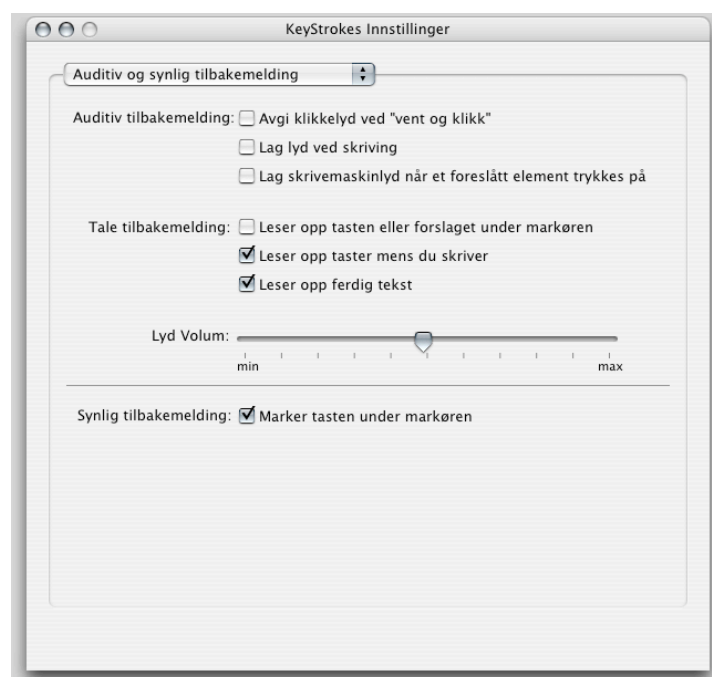 KeyStrokes Innstillinger
Auditiv og synlig tilbakemelding
Auditiv tilbakemelding: Avgi klikkelyd ved "vent og klikk"
Lag lyd ved skriving
Lag skrivemaskinlyd når et foreslått element trykkes på
Tale tilbakemelding: Leser opp tasten eller forslaget under markøren
Leser opp taster mens du skriver
Leser opp ferdig tekst
Lyd Volum:
min max
Synlig tilbakemelding: Marker tasten under markøren